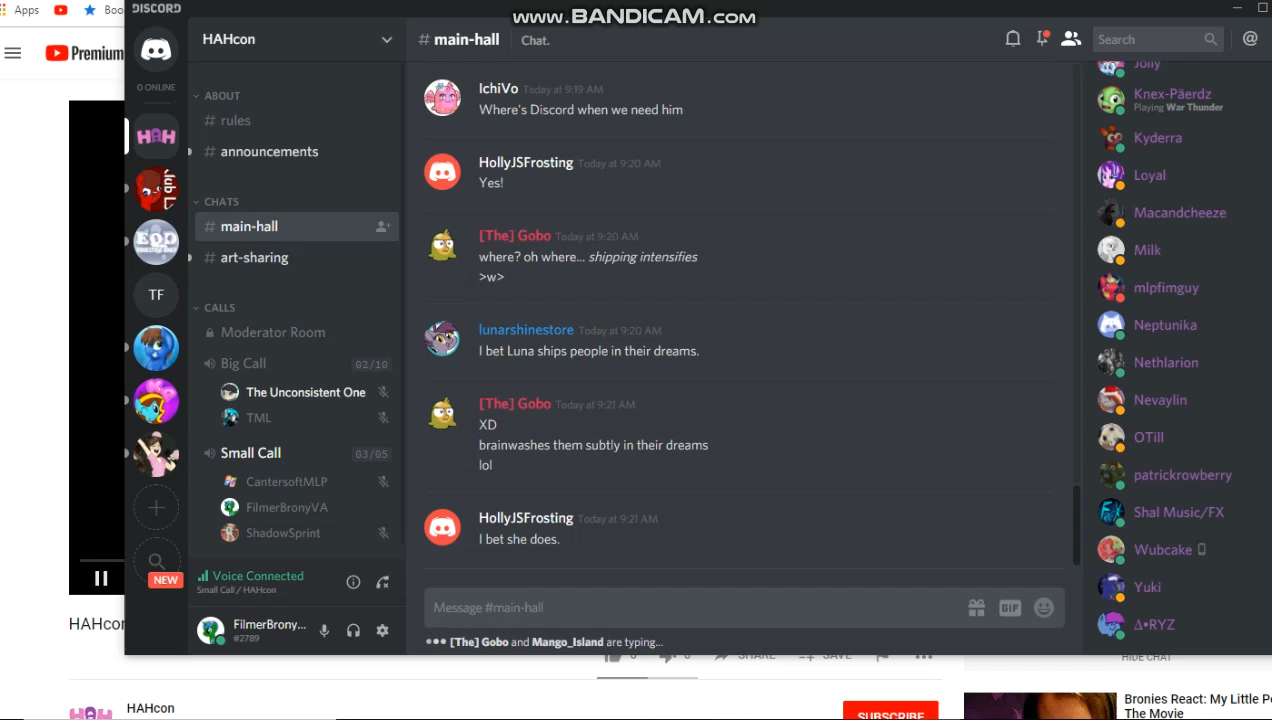 Apps
Boo
DISCORD
www.BANDICAM.com
Premium
0 ONLINE
HAH
EQD
TF
NEW
HAHcon
ABOUT
# rules
# announcements
CHATS
# main-hall
# art-sharing
CALLS
Moderator Room
Big Call 02/10
The Unconsistent One
TML
Small Call 03/05
CantersoftMLP
FilmerBronyVA
ShadowSprint
Voice Connected
Small Call / HAHcon
FilmerBrony...
#2789
# main-hall Chat.
Search
@
IchiVo Today at 9:19 AM
Where's Discord when we need him
HollyJSFrosting Today at 9:20 AM
Yes!
[The] Gobo Today at 9:20 AM
where? oh where... shipping intensifies
>w>
lunarshinestore Today at 9:20 AM
I bet Luna ships people in their dreams.
[The] Gobo Today at 9:21 AM
XD
brainwashes them subtly in their dreams
lol
HollyJSFrosting Today at 9:21 AM
I bet she does.
Message #main-hall
GIF
[The] Gobo and Mango_Island are typing...
Jolly
Knex-Päerdz
Playing War Thunder
Kyderra
Loyal
Macandcheeze
Milk
mlpfimguy
Neptunika
Nethlarion
Nevaylin
OTill
patrickrowberry
Shal Music/FX
Wubcake
Yuki
Δ•RYZ
HAHcon
SHARE
SAVE
HIDE CHAT
HAHcon
SUBSCRIBE
Bronies React: My Little Po
The Movie